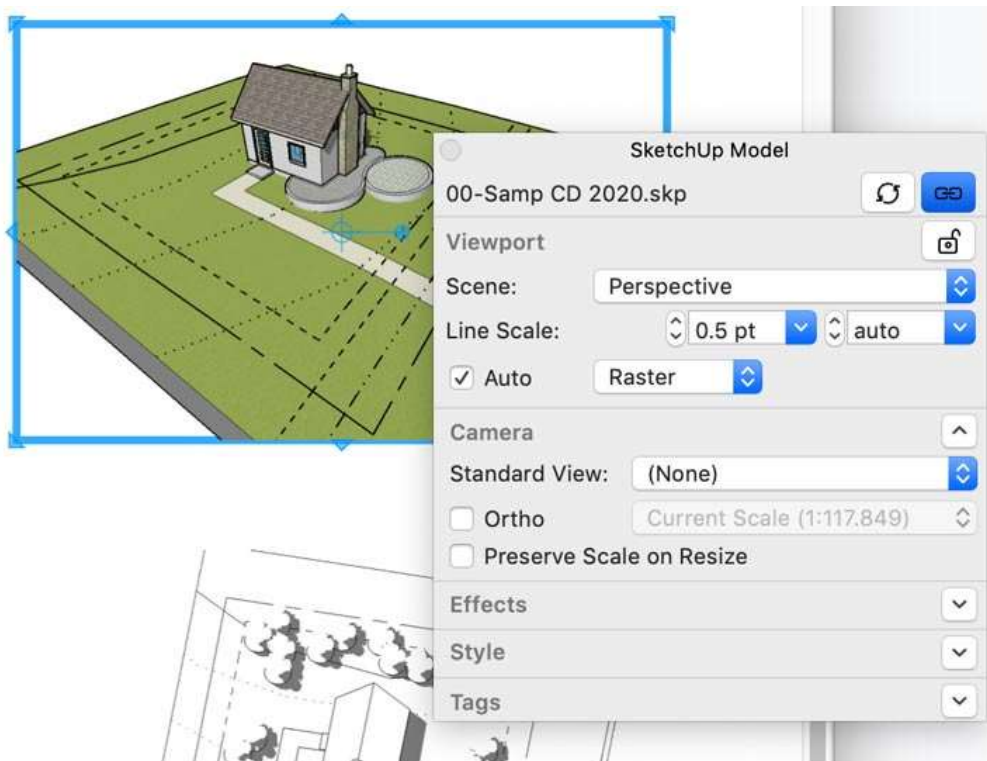 SketchUp Model
00-Samp CD 2020.skp
Viewport
Scene: Perspective
Line Scale: 0.5 pt auto
Auto Raster
Camera
Standard View: (None)
Ortho Current Scale (1:117.849)
Preserve Scale on Resize
Effects
Style
Tags